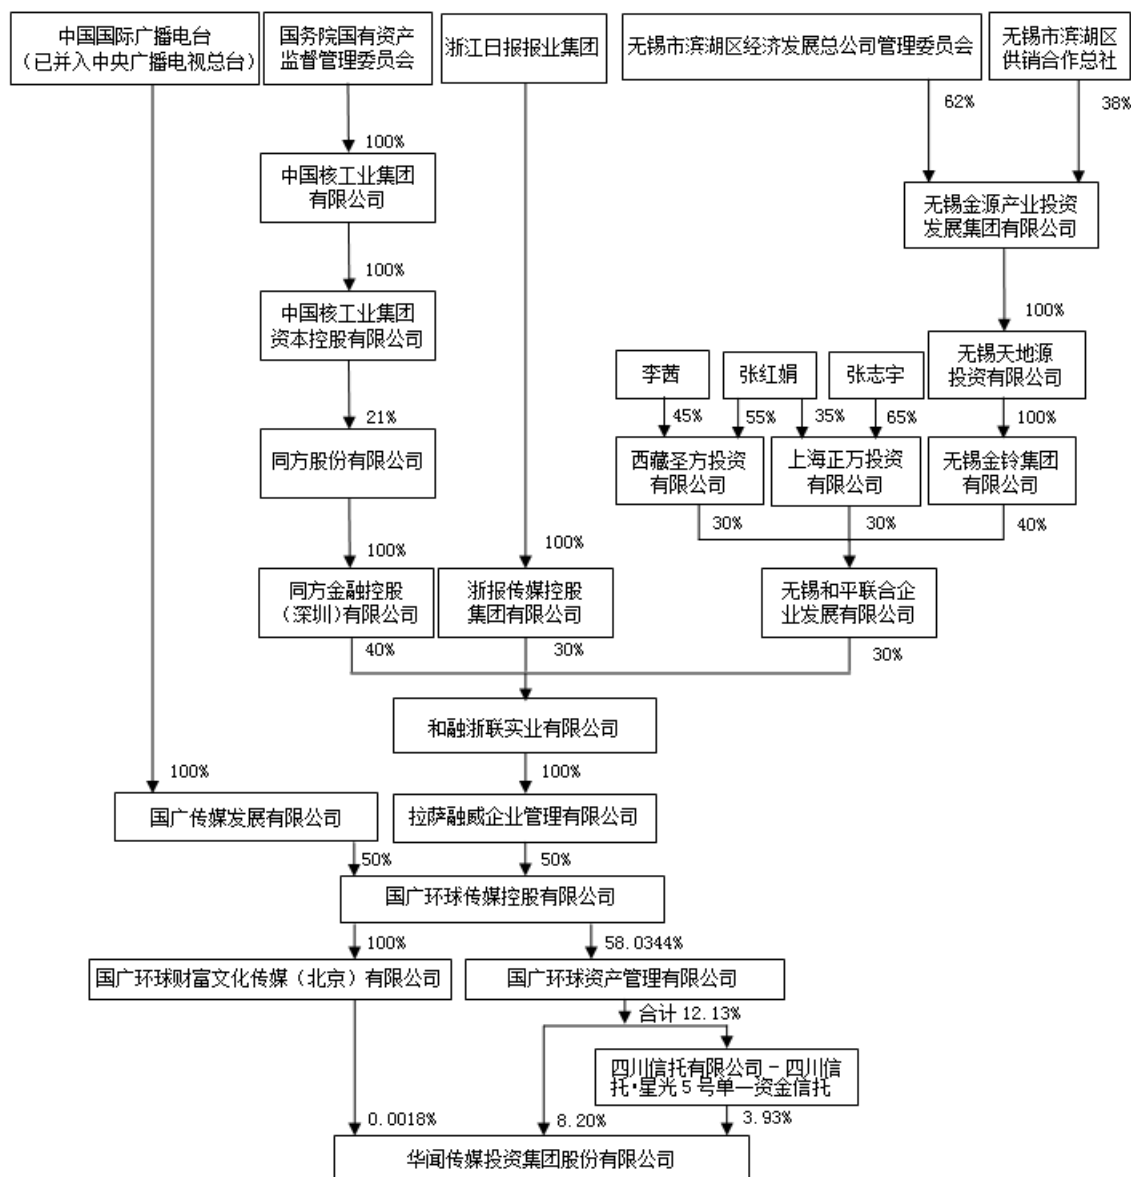 中国国际广播电台
（已并入中央广播电视总台）
国务院国有资产
监督管理委员会
浙江日报报业集团
无锡市滨湖区经济发展总公司管理委员会
无锡市滨湖区
供销合作总社
62%
38%
100%
中国核工业集团
有限公司
无锡金源产业投资
发展集团有限公司
100%
中国核工业集团
资本控股有限公司
100%
无锡天地源
投资有限公司
李茜
张红娟
张志宇
21%
45%
55%
35%
65%
100%
同方股份有限公司
西藏圣方投资
有限公司
上海正万投资
有限公司
无锡金铃集团
有限公司
30%
30%
40%
100%
100%
同方金融控股
（深圳)有限公司
浙报传媒控股
集团有限公司
无锡和平联合企
业发展有限公司
40%
30%
30%
和融浙联实业有限公司
100%
100%
国广传媒发展有限公司
拉萨融威企业管理有限公司
50%
50%
国广环球传媒控股有限公司
100%
58.0344%
国广环球财富文化传媒（北京）有限公司
国广环球资产管理有限公司
合计 12.13%
四川信托有限公司－四川信
托·星光 5 号单一资金信托
0.0018%
8.20%
3.93%
华闻传媒投资集团股份有限公司